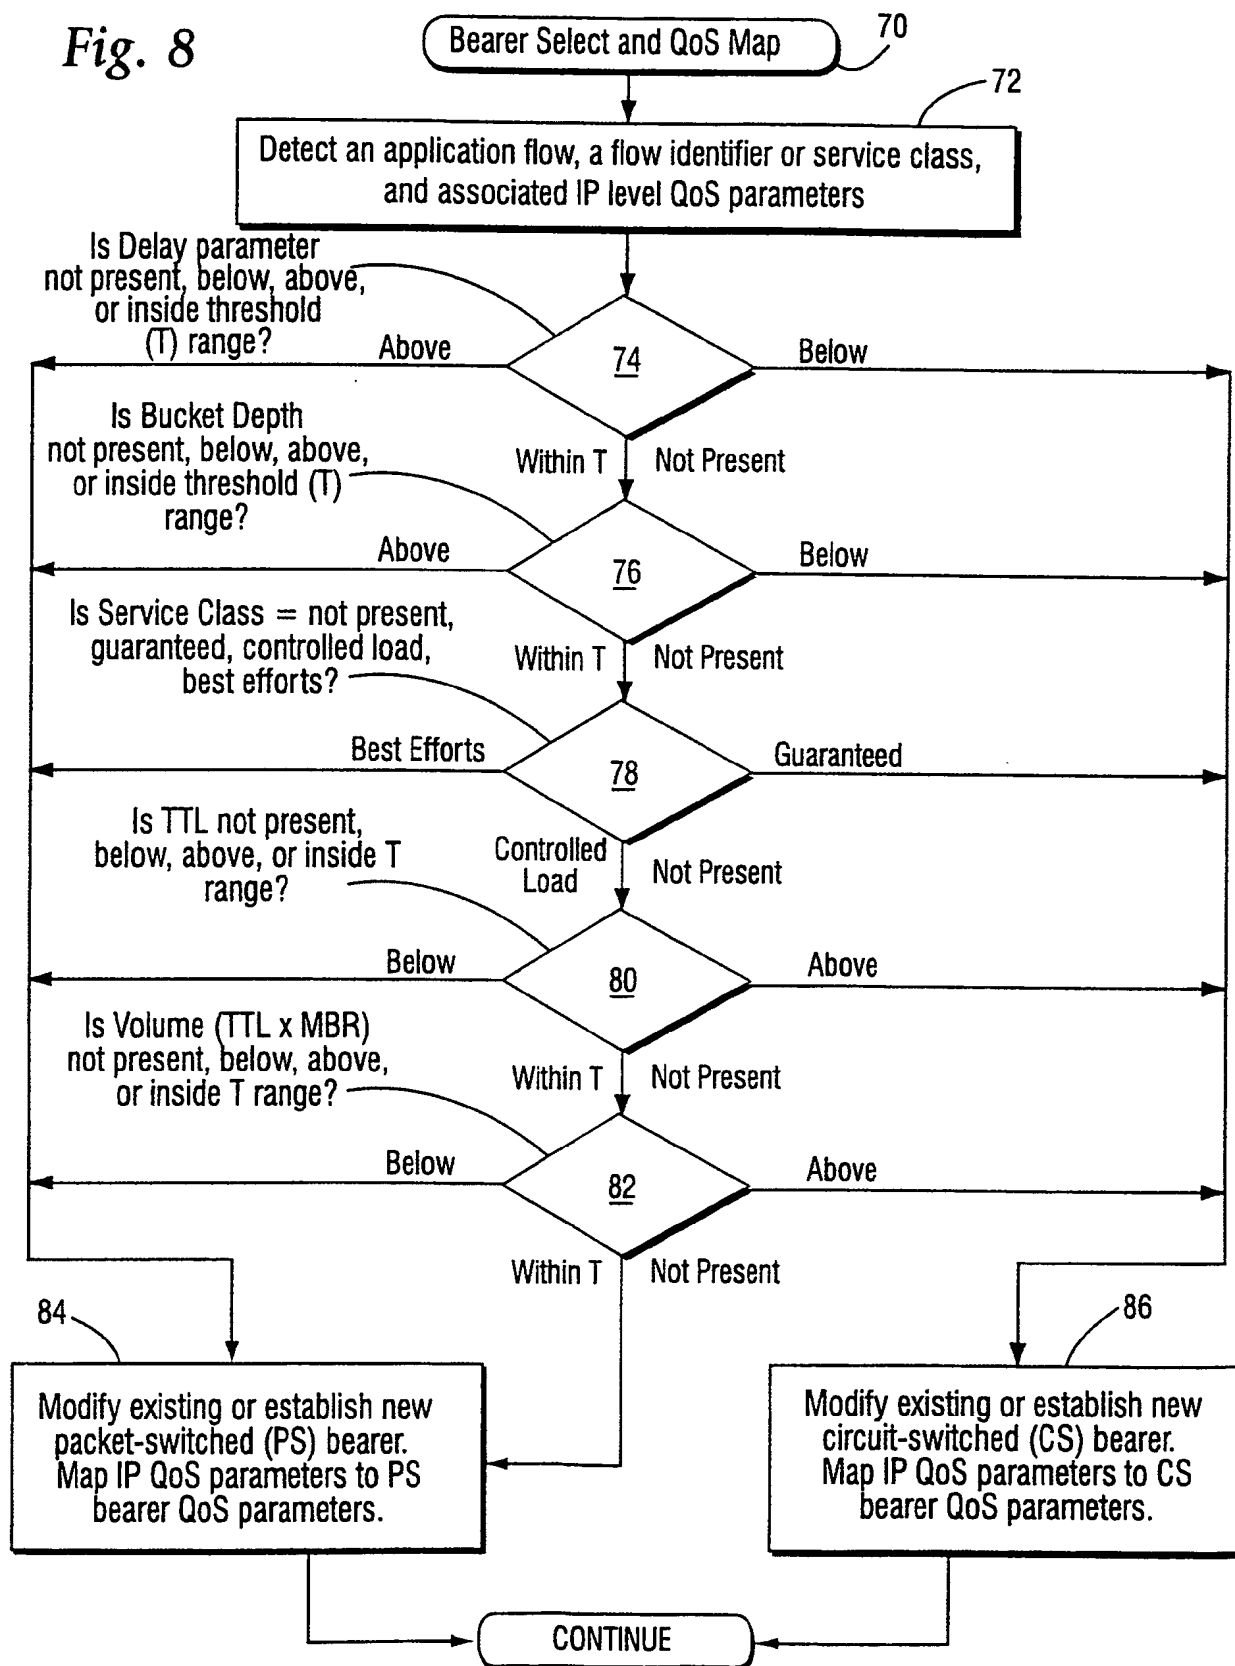 Fig. 8
Bearer Select and QoS Map
70
72
Detect an application flow, a flow identifier or service class,
and associated IP level QoS parameters
Is Delay parameter
not present, below, above,
or inside threshold
(T) range?
Above
74
Below
Within T
Not Present
Is Bucket Depth
not present, below, above,
or inside threshold (T)
range?
Above
76
Below
Within T
Not Present
Is Service Class = not present,
guaranteed, controlled load,
best efforts?
Best Efforts
78
Guaranteed
Controlled
Load
Not Present
Is TTL not present,
below, above, or inside T
range?
Below
80
Above
Within T
Not Present
Is Volume (TTL x MBR)
not present, below, above,
or inside T range?
Below
82
Above
Within T
Not Present
84
Modify existing or establish new
packet-switched (PS) bearer.
Map IP QoS parameters to PS
bearer QoS parameters.
86
Modify existing or establish new
circuit-switched (CS) bearer.
Map IP QoS parameters to CS
bearer QoS parameters.
CONTINUE